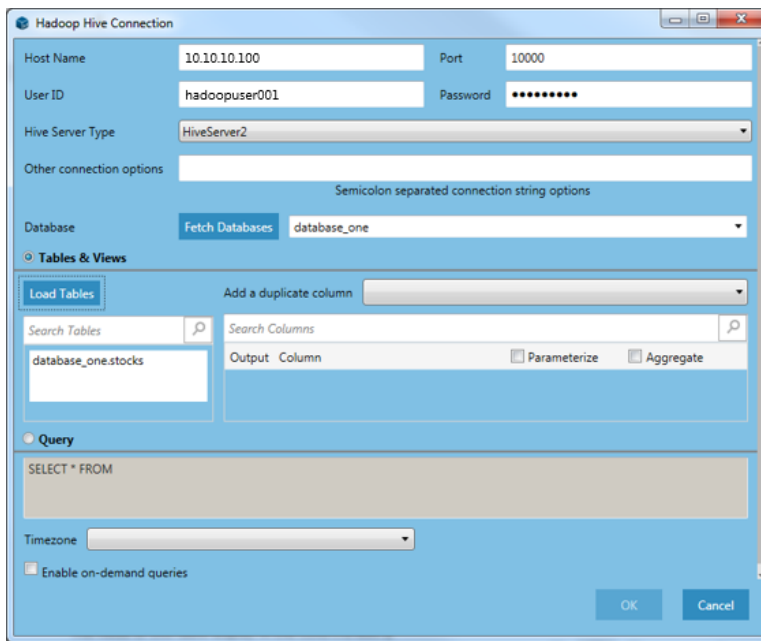 Hadoop Hive Connection
Host Name 10.10.10.100 Port 10000
User ID hadoopuser001 Password •••••••••
Hive Server Type HiveServer2
Other connection options
Semicolon separated connection string options
Database Fetch Databases database_one
Tables & Views
Load Tables Add a duplicate column
Search Tables Search Columns
database_one.stocks Output Column Parameterize Aggregate
Query
SELECT * FROM
Timezone
Enable on-demand queries
OK Cancel